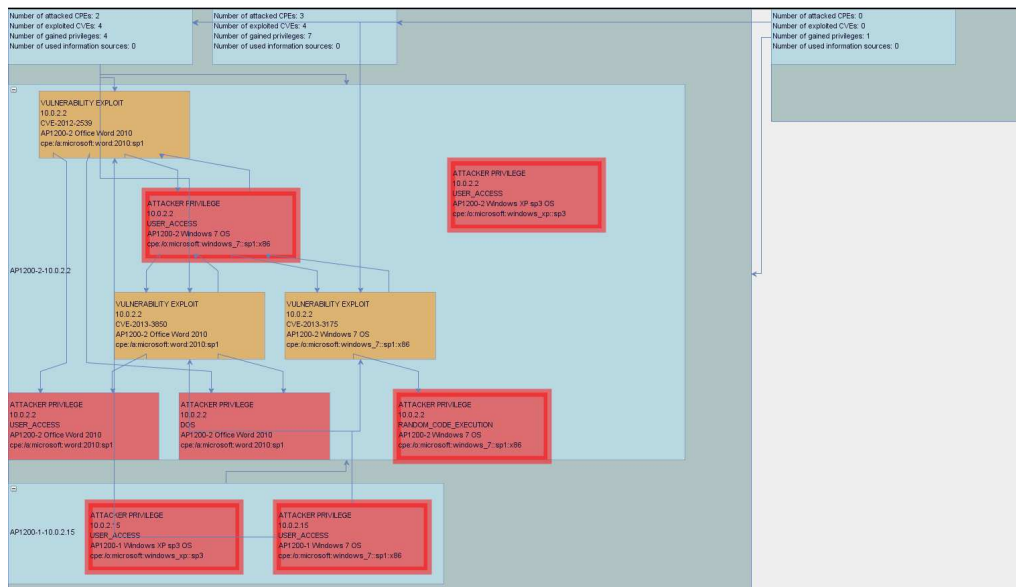 Number of attacked CPEs: 2
Number of exploited CVEs: 4
Number of gained privileges: 4
Number of used information sources: 0
Number of attacked CPEs: 3
Number of exploited CVEs: 4
Number of gained privileges: 7
Number of used information sources: 0
Number of attacked CPEs: 0
Number of exploited CVEs: 0
Number of gained privileges: 1
Number of used information sources: 0
VULNERABILITY EXPLOIT
10.0.2.2
CVE-2012-2539
AP1200-2 Office Word 2010
cpe:/a:microsoft:word:2010:sp1
ATTACKER PRIVILEGE
10.0.2.2
USER_ACCESS
AP1200-2 Windows XP sp3 OS
cpe:/o:microsoft:windows_xp::sp3
ATTACKER PRIVILEGE
10.0.2.2
USER_ACCESS
AP1200-2 Windows 7 OS
cpe:/o:microsoft:windows_7::sp1:x86
AP1200-2-10.0.2.2
VULNERABILITY EXPLOIT
10.0.2.2
CVE-2013-3850
AP1200-2 Office Word 2010
cpe:/a:microsoft:word:2010:sp1
VULNERABILITY EXPLOIT
10.0.2.2
CVE-2013-3175
AP1200-2 Windows 7 OS
cpe:/o:microsoft:windows_7::sp1:x86
ATTACKER PRIVILEGE
10.0.2.2
USER_ACCESS
AP1200-2 Office Word 2010
cpe:/a:microsoft:word:2010:sp1
ATTACKER PRIVILEGE
10.0.2.2
DOS
AP1200-2 Office Word 2010
cpe:/a:microsoft:word:2010:sp1
ATTACKER PRIVILEGE
10.0.2.2
RANDOM_CODE_EXECUTION
AP1200-2 Windows 7 OS
cpe:/o:microsoft:windows_7::sp1:x86
AP1200-1-10.0.2.15
ATTACKER PRIVILEGE
10.0.2.15
USER_ACCESS
AP1200-1 Windows XP sp3 OS
cpe:/o:microsoft:windows_xp::sp3
ATTACKER PRIVILEGE
10.0.2.15
USER_ACCESS
AP1200-1 Windows 7 OS
cpe:/o:microsoft:windows_7::sp1:x86